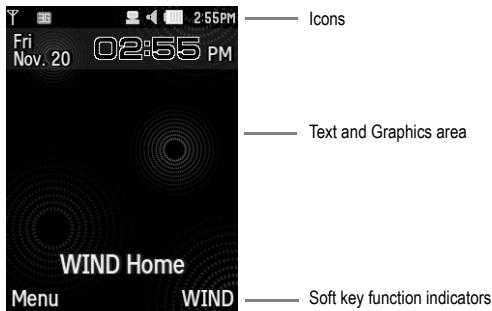 3G 2:55PM
Icons
Fri
Nov. 20
02:55 PM
Text and Graphics area
WIND Home
Menu WIND
Soft key function indicators